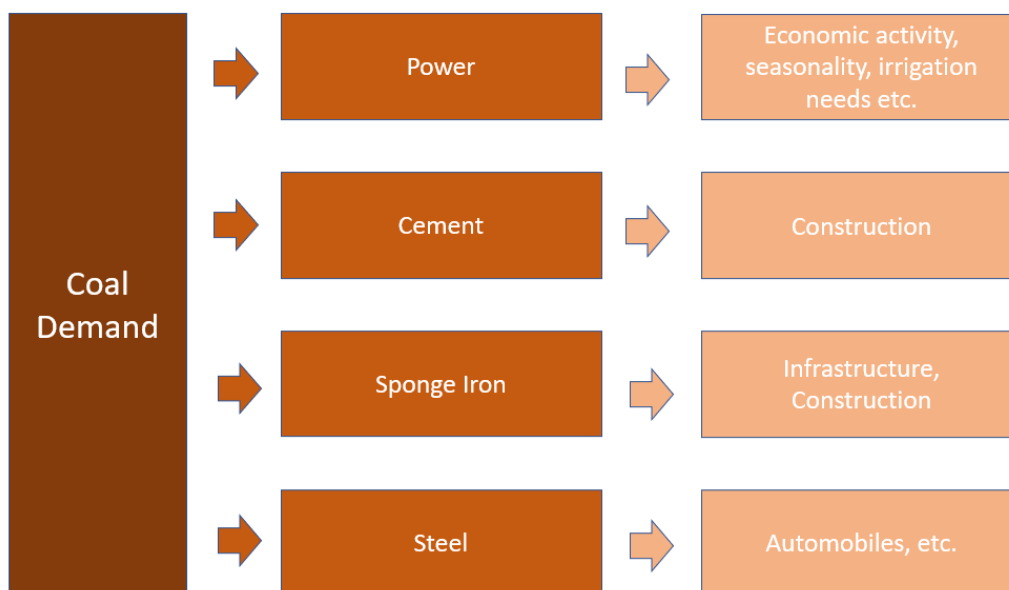 Coal
Demand
Power
Economic activity,
seasonality, irrigation
needs etc.
Cement
Construction
Sponge Iron
Infrastructure,
Construction
Steel
Automobiles, etc.